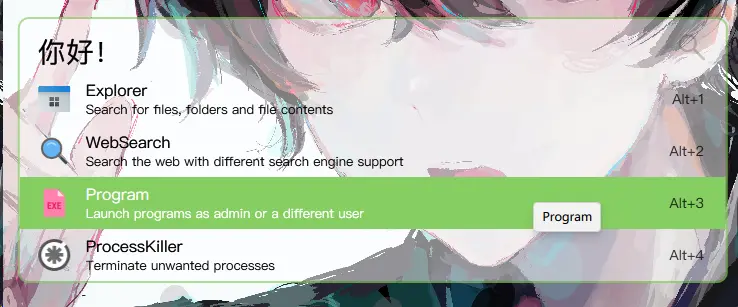 你好！
Explorer
Search for files, folders and file contents
Alt+1
WebSearch
Search the web with different search engine support
Alt+2
EXE
Program
Launch programs as admin or a different user
Alt+3
Program
ProcessKiller
Terminate unwanted processes
Alt+4